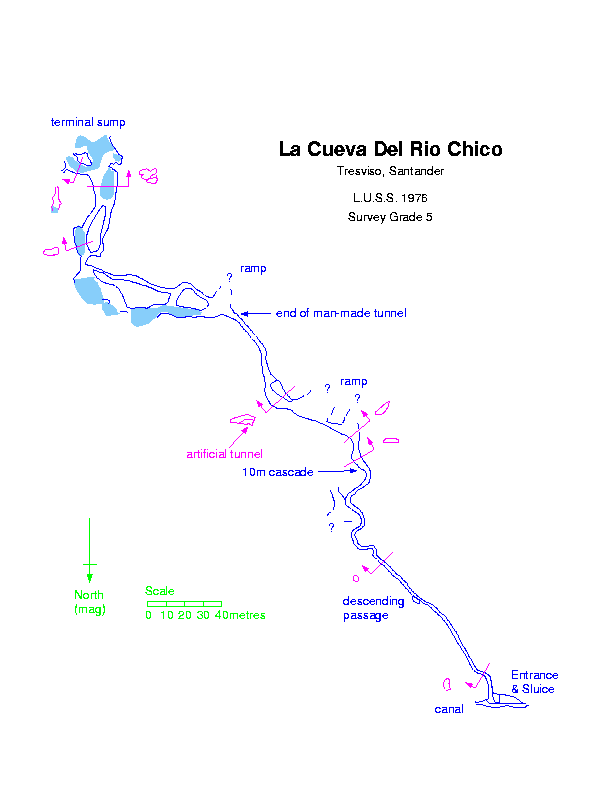 terminal sump
La Cueva Del Rio Chico
Tresviso, Santander
L.U.S.S. 1976
Survey Grade 5
ramp
?
end of man-made tunnel
ramp
?
?
artificial tunnel
10m cascade
?
North
(mag)
Scale
0 10 20 30 40metres
descending
passage
Entrance
& Sluice
canal